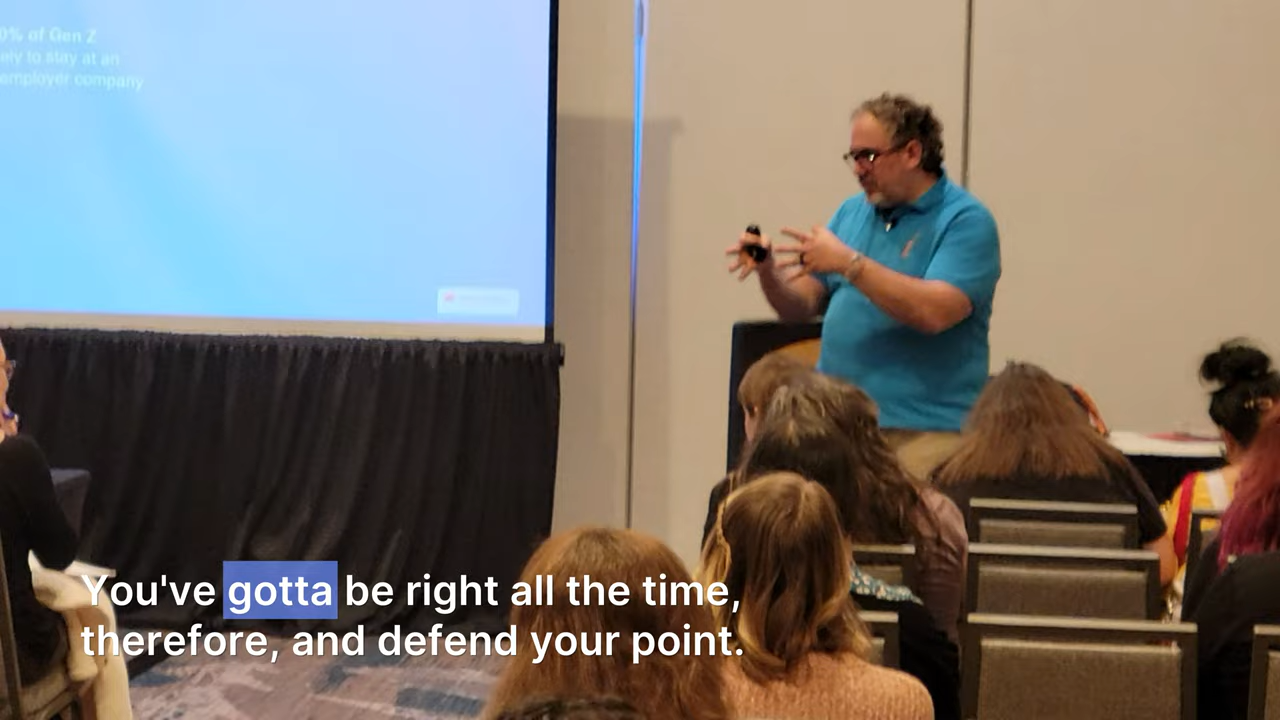 0% of Gen Z
ely to stay at an
employer company
You've gotta be right all the time,
therefore, and defend your point.